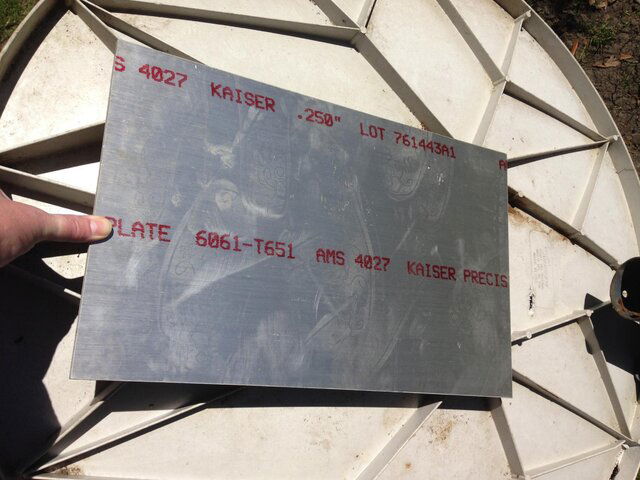 S 4027 KAISER .250" LOT 761443A1 A
PLATE 6061-T651 AMS 4027 KAISER PRECIS